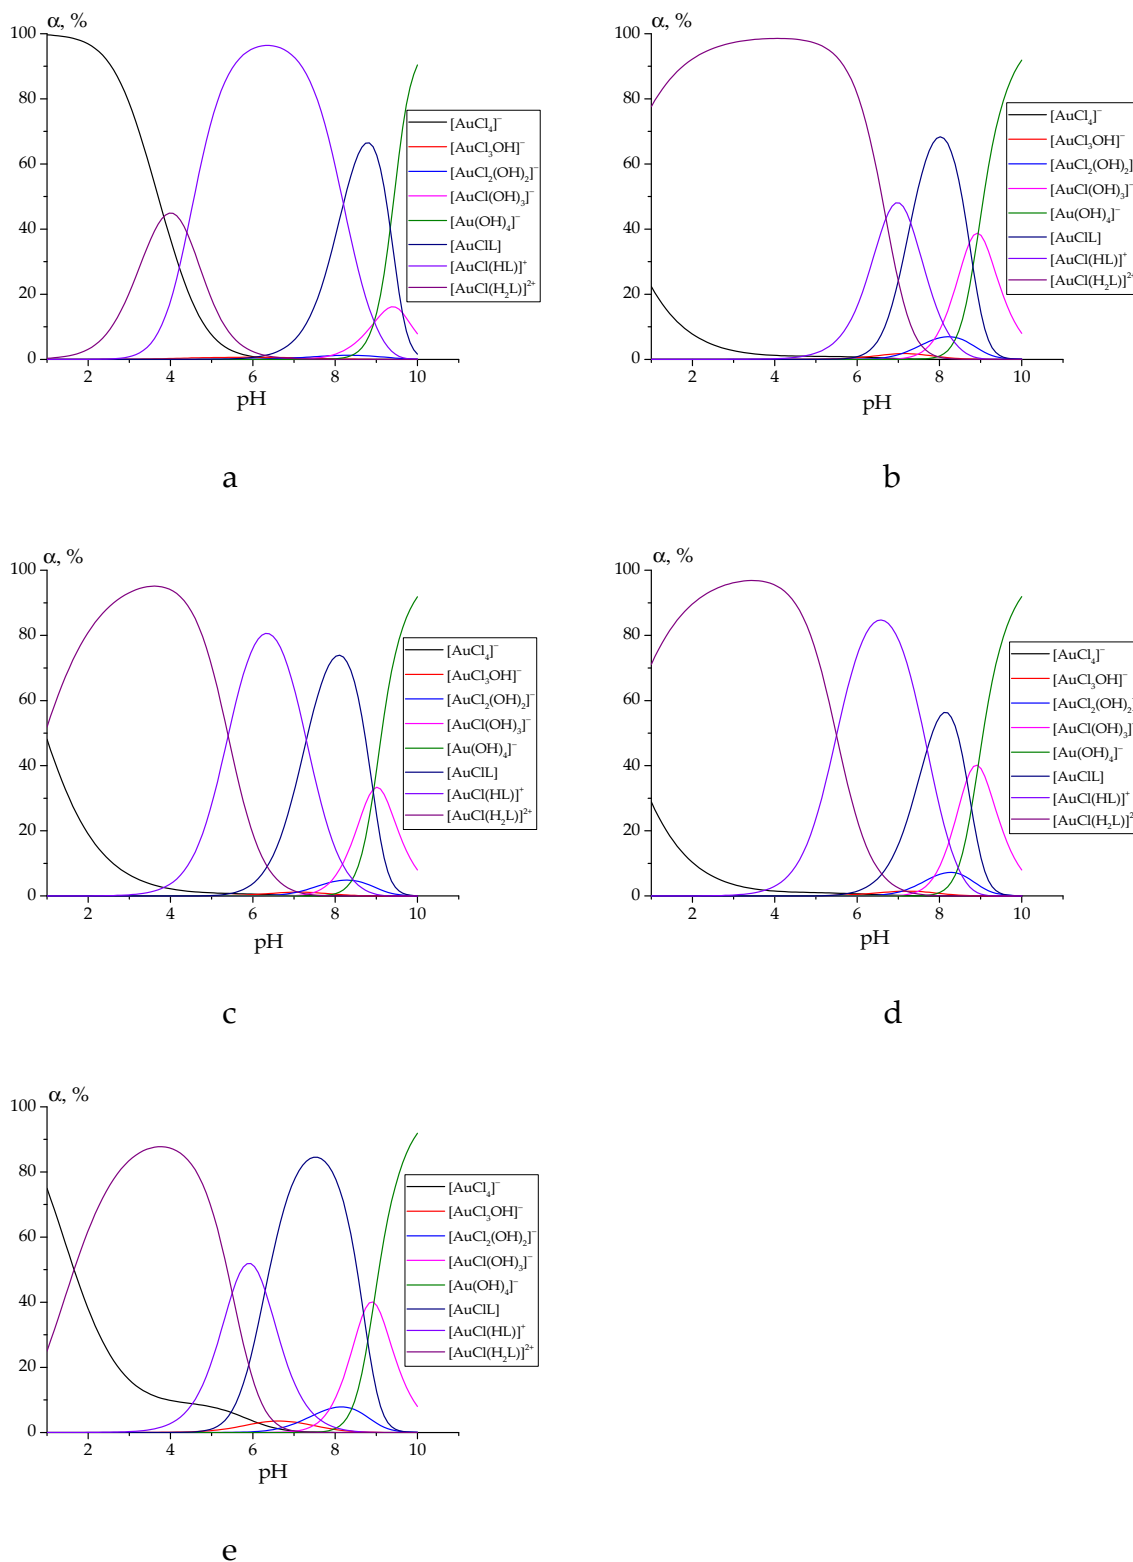 α, %
100
80
60
40
20
0
2 4 6 8 10
pH
[AuCl₄]⁻
[AuCl₃OH]⁻
[AuCl₂(OH)₂]⁻
[AuCl(OH)₃]⁻
[Au(OH)₄]⁻
[AuClL]
[AuCl(HL)]⁺
[AuCl(H₂L)]²⁺
a
α, %
100
80
60
40
20
0
2 4 6 8 10
pH
[AuCl₄]⁻
[AuCl₃OH]⁻
[AuCl₂(OH)₂]
[AuCl(OH)₃]⁻
[Au(OH)₄]⁻
[AuClL]
[AuCl(HL)]⁺
[AuCl(H₂L)]²⁺
b
α, %
100
80
60
40
20
0
2 4 6 8 10
pH
[AuCl₄]⁻
[AuCl₃OH]⁻
[AuCl₂(OH)₂]⁻
[AuCl(OH)₃]⁻
[Au(OH)₄]⁻
[AuClL]
[AuCl(HL)]⁺
[AuCl(H₂L)]²⁺
c
α, %
100
80
60
40
20
0
2 4 6 8 10
pH
[AuCl₄]⁻
[AuCl₃OH]⁻
[AuCl₂(OH)₂]
[AuCl(OH)₃]⁻
[Au(OH)₄]⁻
[AuClL]
[AuCl(HL)]⁺
[AuCl(H₂L)]²
d
α, %
100
80
60
40
20
0
2 4 6 8 10
pH
[AuCl₄]⁻
[AuCl₃OH]⁻
[AuCl₂(OH)₂]⁻
[AuCl(OH)₃]⁻
[Au(OH)₄]⁻
[AuClL]
[AuCl(HL)]⁺
[AuCl(H₂L)]²⁺
e